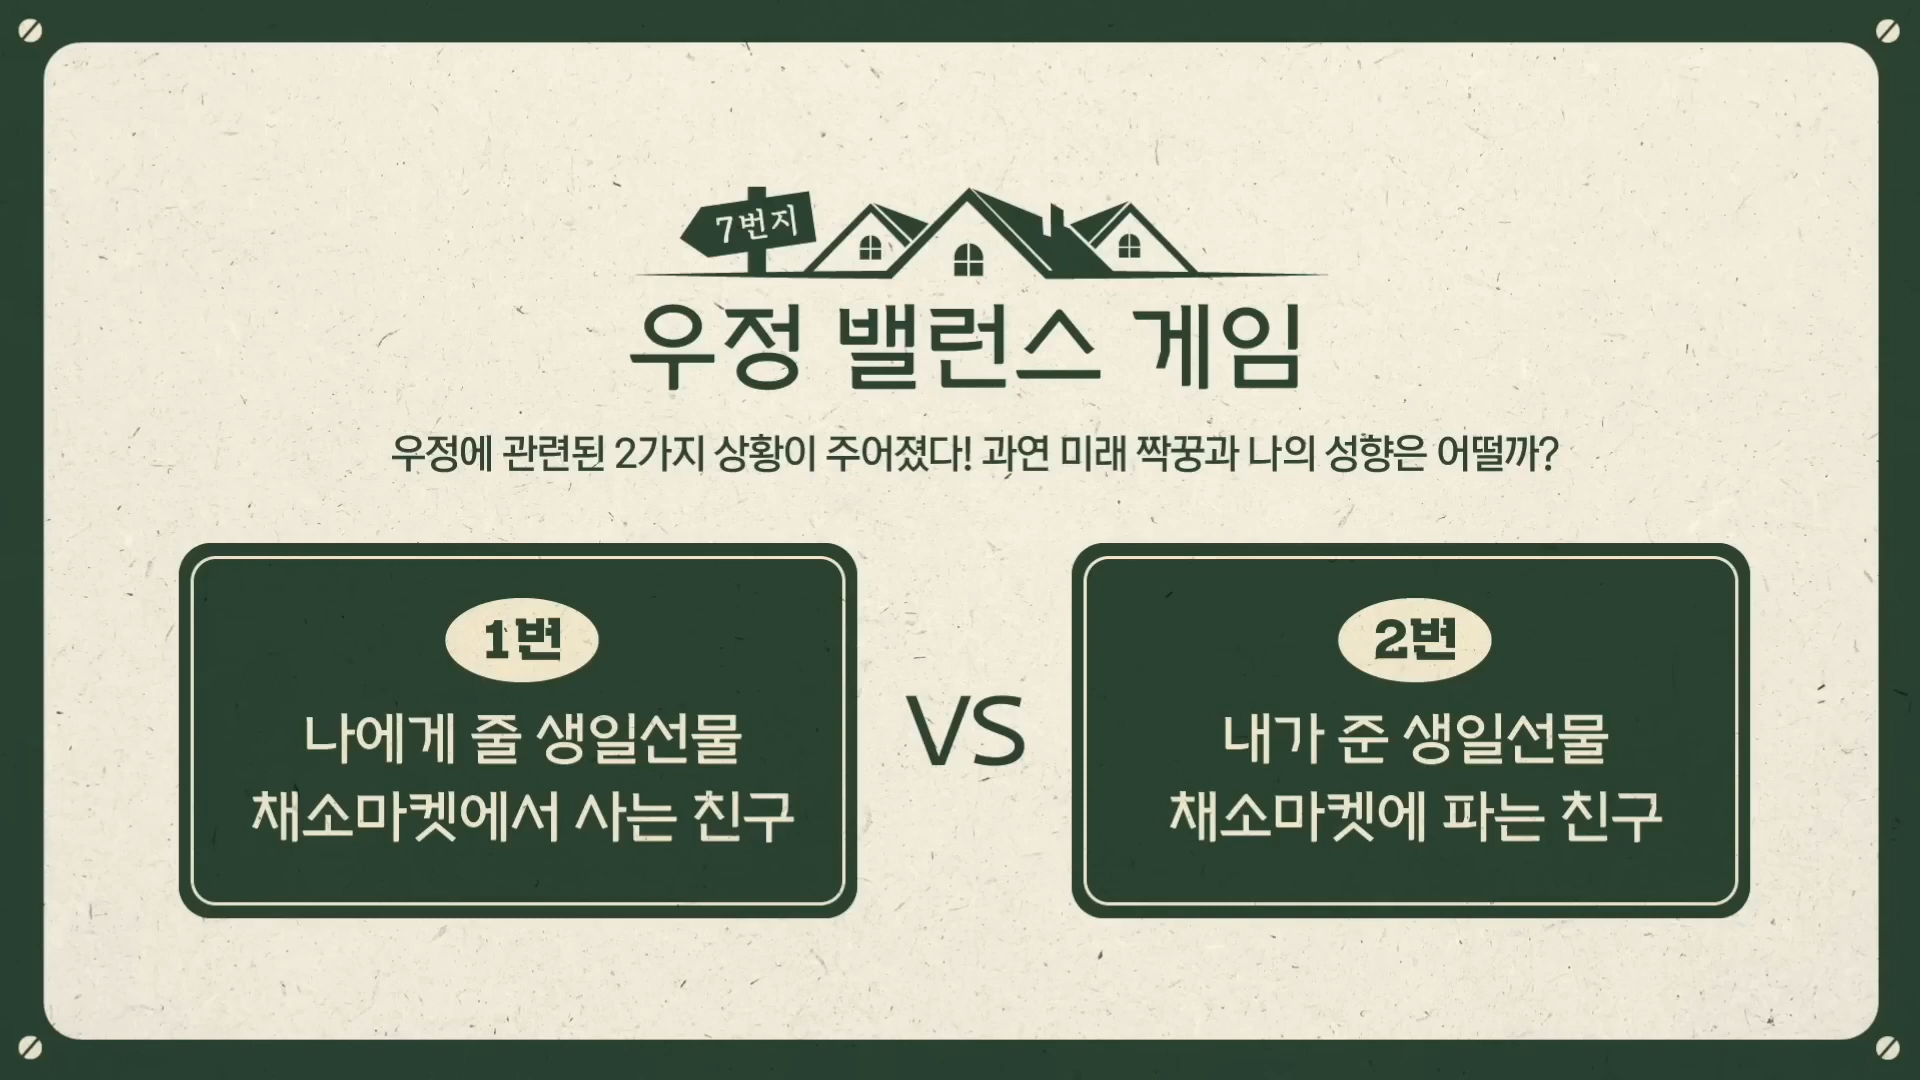 7번지
우정 밸런스 게임
우정에 관련된 2가지 상황이 주어졌다! 과연 미래 짝꿍과 나의 성향은 어떨까?
1번
나에게 줄 생일선물
채소마켓에서 사는 친구
VS
2번
내가 준 생일선물
채소마켓에 파는 친구